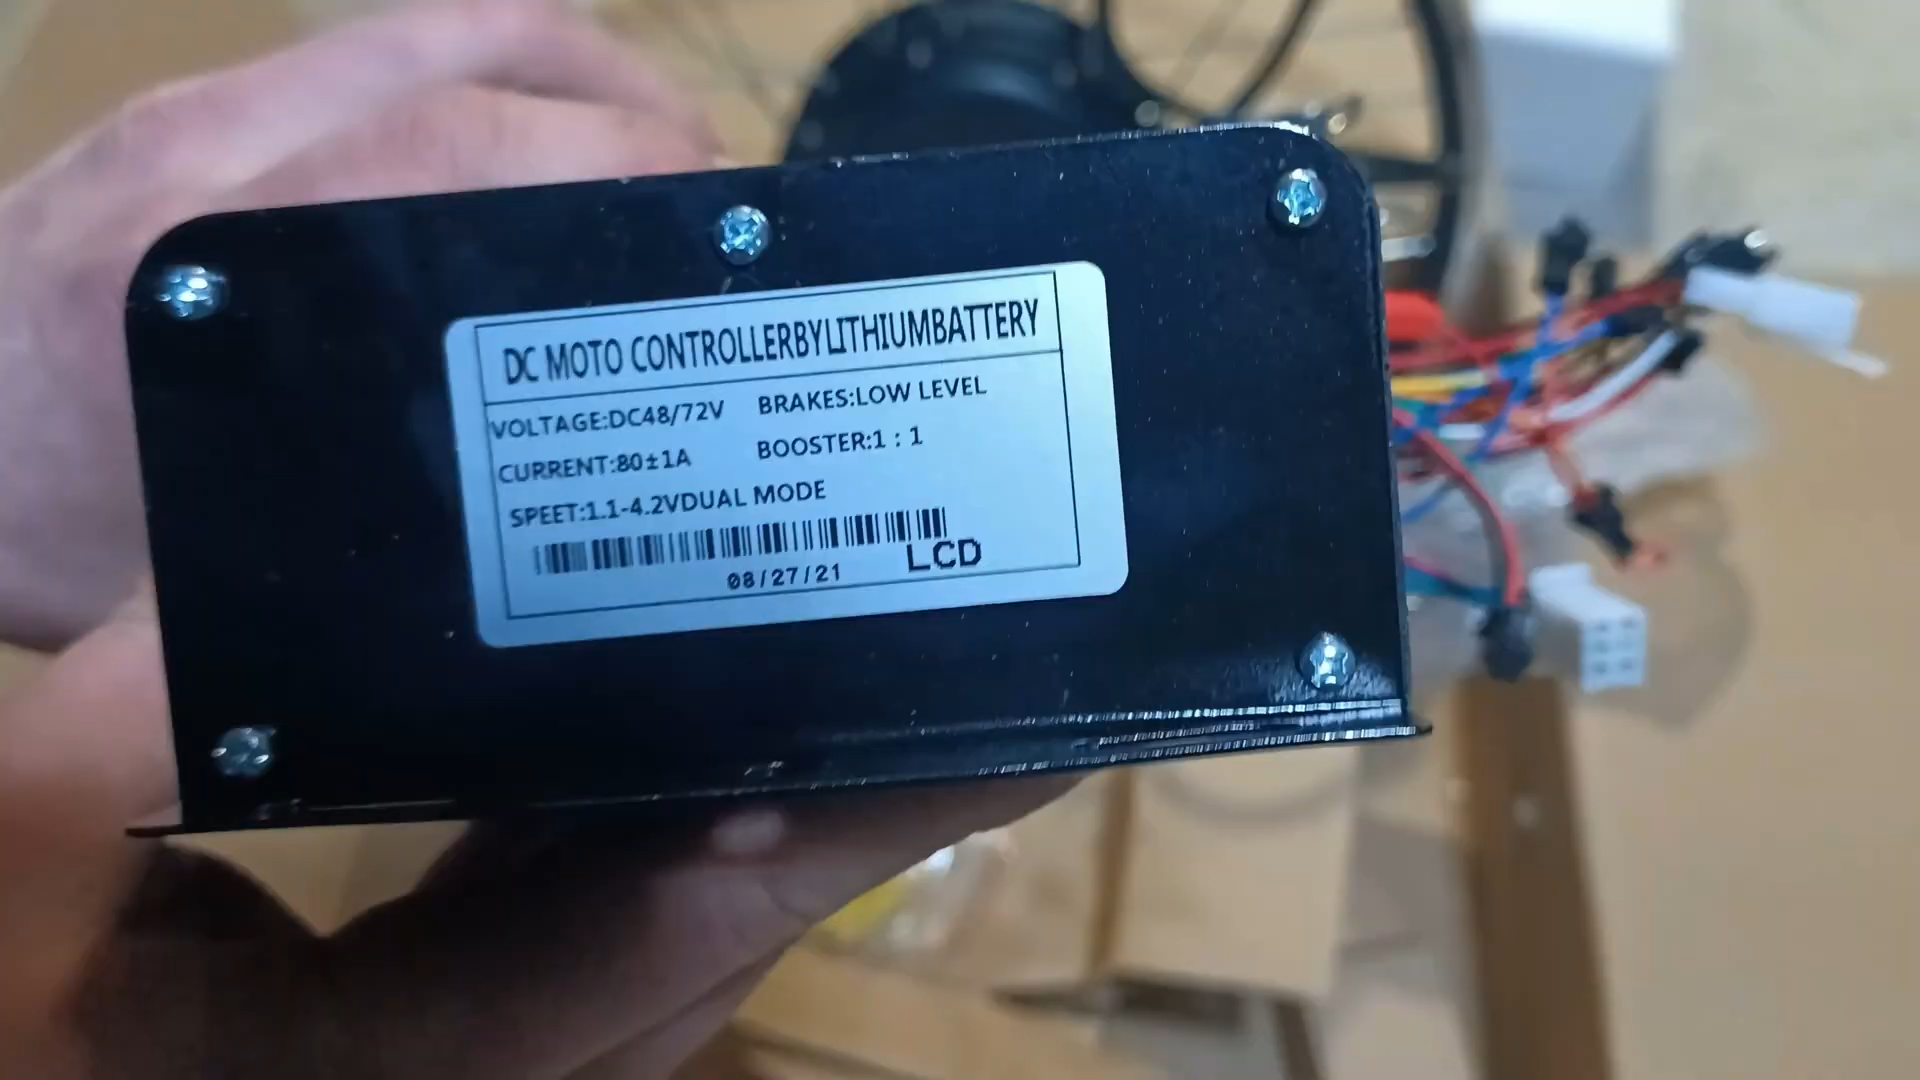 DC MOTO CONTROLLERBYLITHIUMBATTERY
VOLTAGE:DC48/72V BRAKES:LOW LEVEL
CURRENT:80±1A BOOSTER:1 : 1
SPEET:1.1-4.2VDUAL MODE
LCD
08/27/21